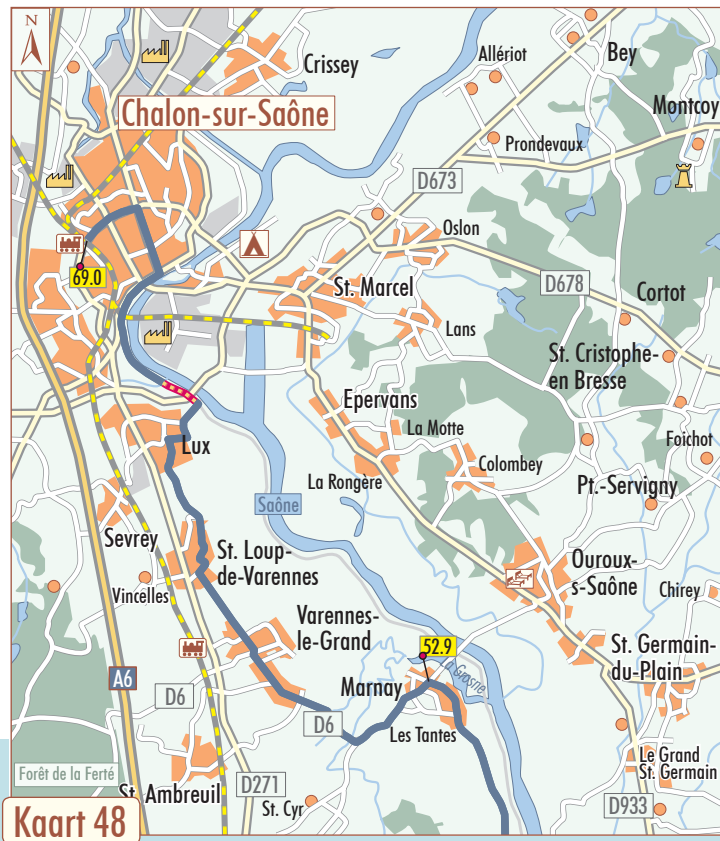 N
Crissey
Chalon-sur-Saône
Allériot
Bey
Montcoy
Prondevaux
D673
Oslon
69.0
St. Marcel
D678
Cortot
Lans
St. Cristophe-
en Bresse
Epervans
La Motte
Foichot
Lux
Colombey
La Rongère
Pt.-Servigny
Saône
Sevrey
St. Loup-
de-Varennes
Ouroux-
s-Saône
Vincelles
Chirey
Varennes-
le-Grand
52.9
St. Germain-
du-Plain
La Grosne
A6
D6
Marnay
D6
Les Tantes
Le Grand
St. Germain
Forêt de la Ferté
St. Ambreuil
D271
St. Cyr
D933
Kaart 48